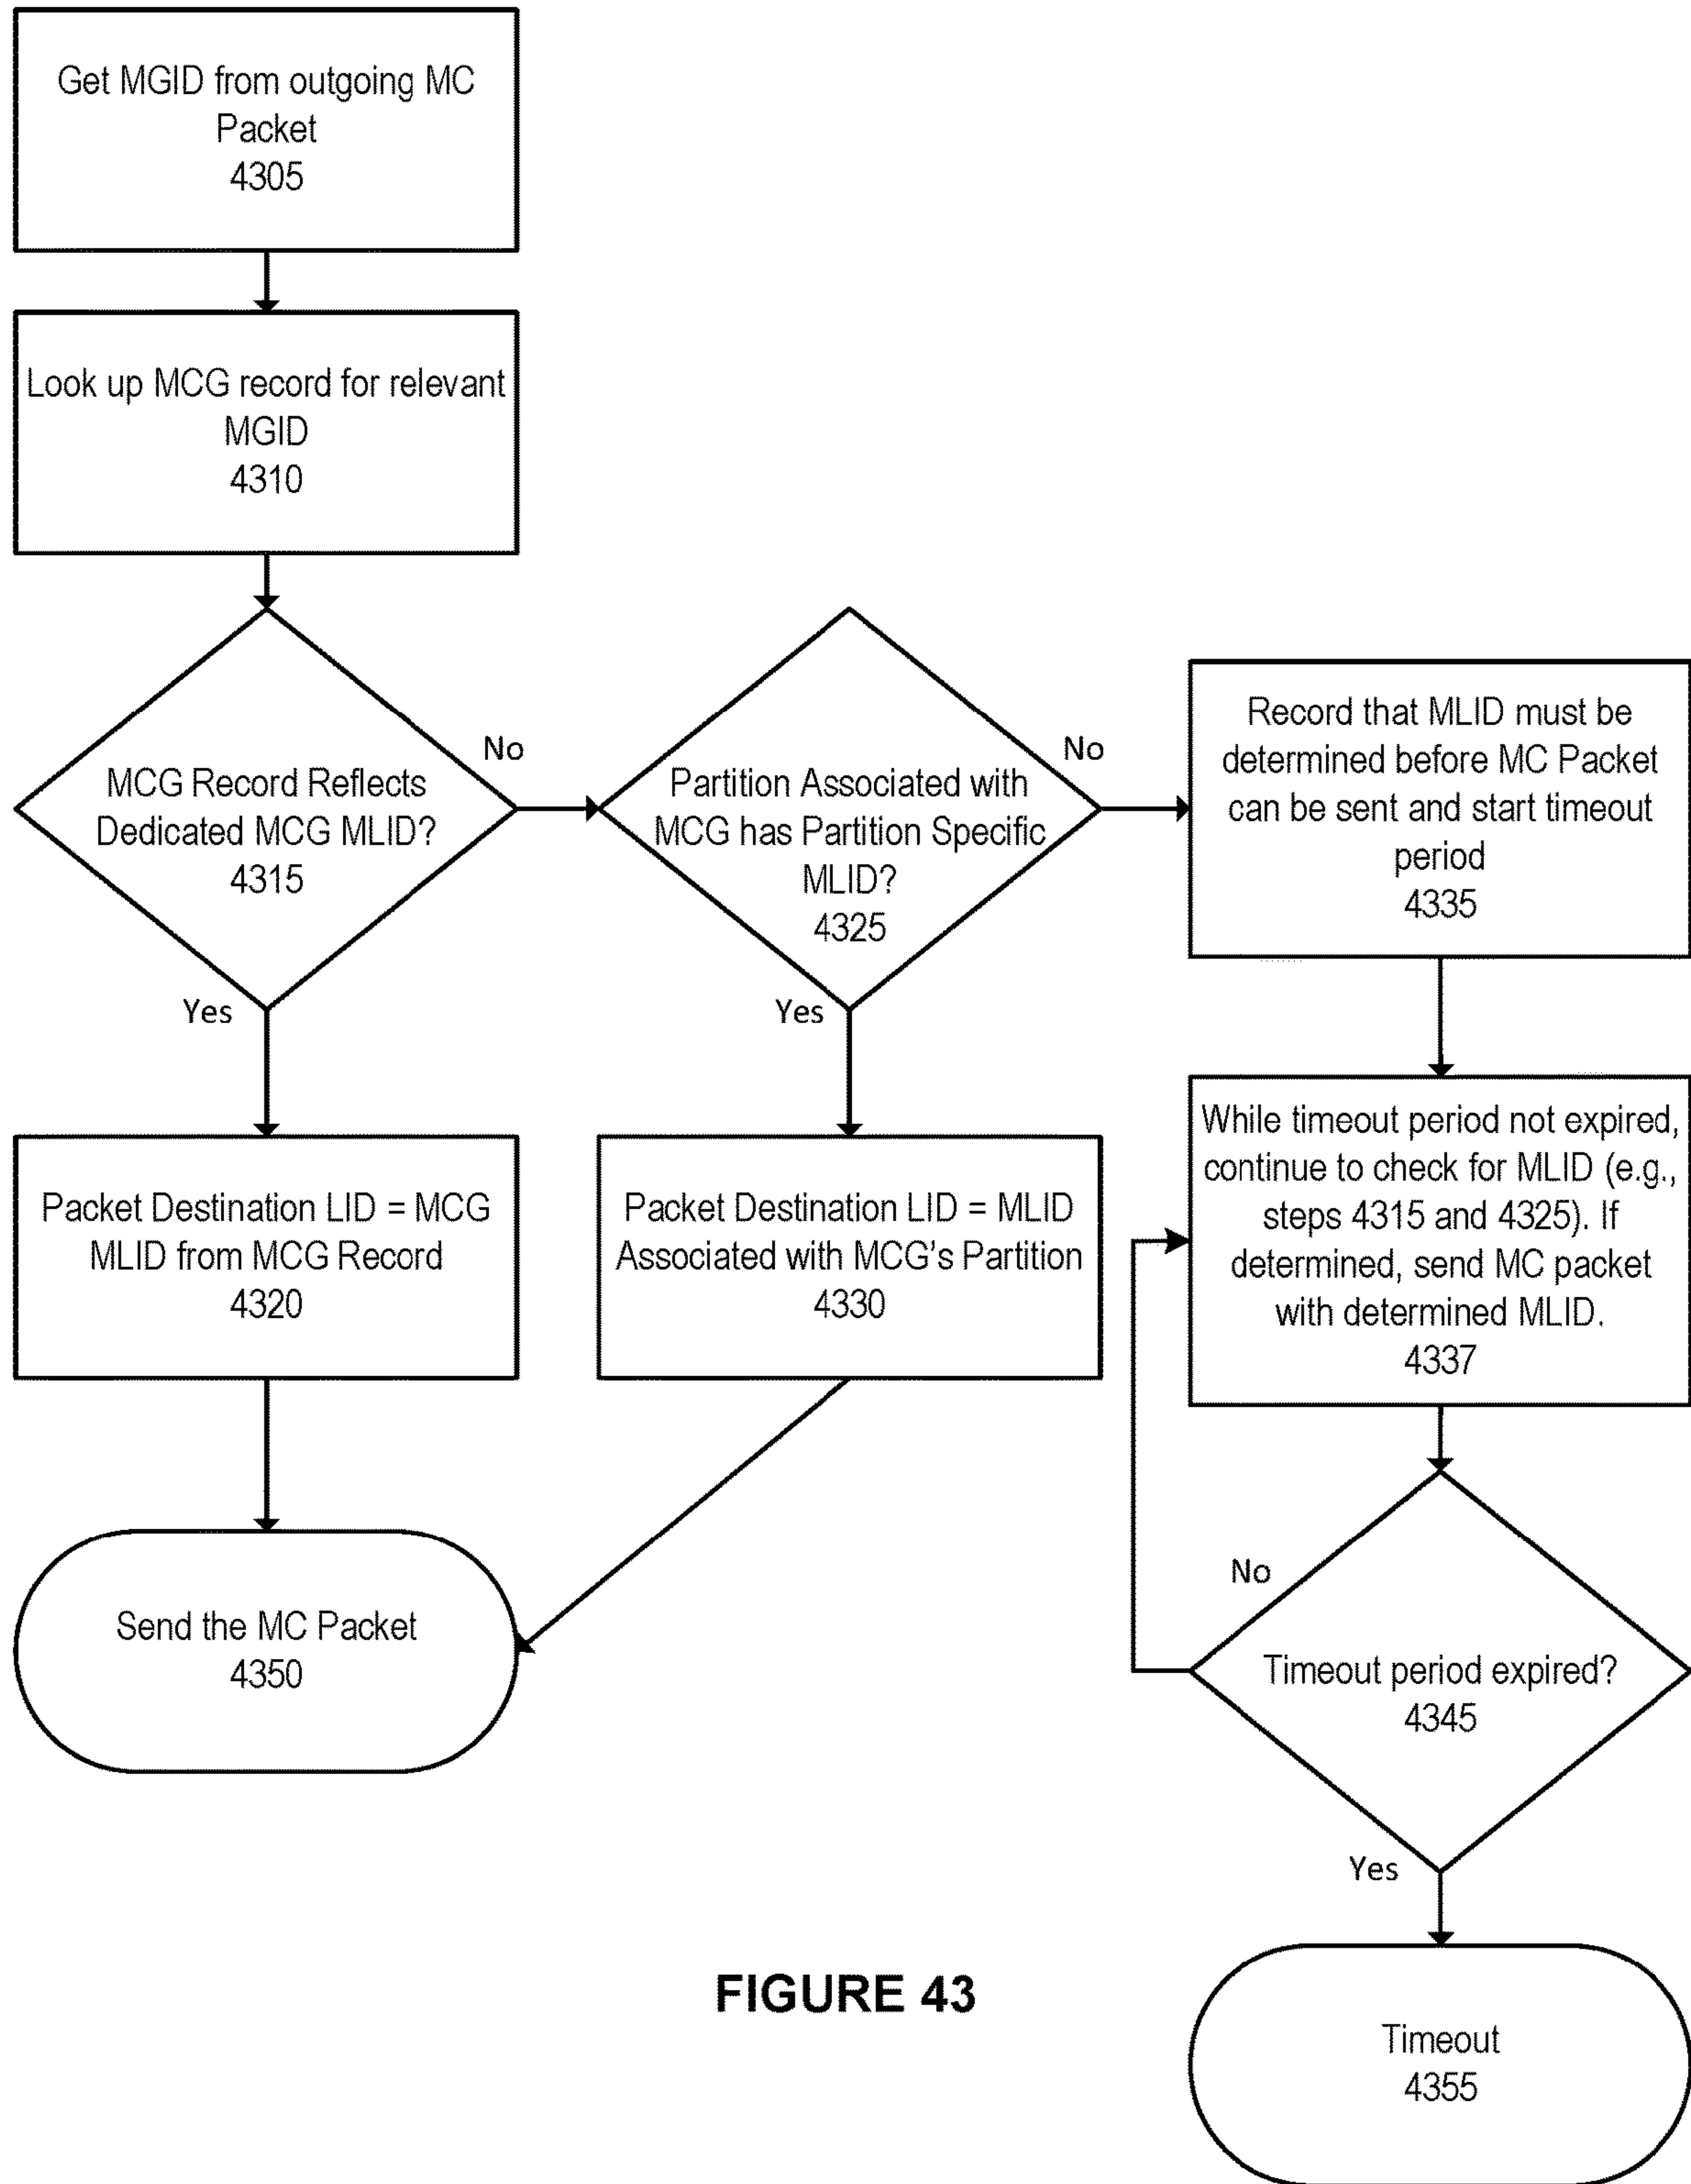 Get MGID from outgoing MC
Packet
4305
Look up MCG record for relevant
MGID
4310
MCG Record Reflects
Dedicated MCG MLID?
4315
No
Yes
Partition Associated with
MCG has Partition Specific
MLID?
4325
No
Yes
Record that MLID must be
determined before MC Packet
can be sent and start timeout
period
4335
Packet Destination LID = MCG
MLID from MCG Record
4320
Packet Destination LID = MLID
Associated with MCG's Partition
4330
While timeout period not expired,
continue to check for MLID (e.g.,
steps 4315 and 4325). If
determined, send MC packet
with determined MLID.
4337
Send the MC Packet
4350
No
Timeout period expired?
4345
Yes
Timeout
4355
FIGURE 43